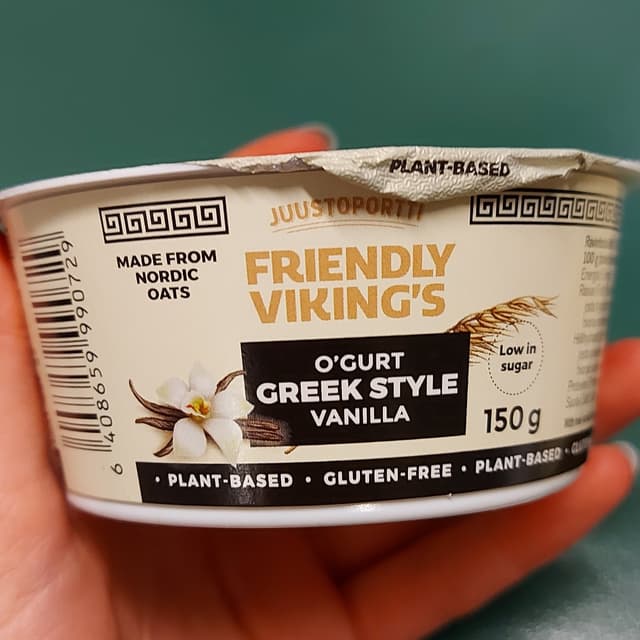 PLANT-BASED
JUUSTOPORTTI
MADE FROM
NORDIC
OATS
FRIENDLY
VIKING'S
O'GURT
GREEK STYLE
VANILLA
Low in
sugar
150 g
• PLANT-BASED • GLUTEN-FREE • PLANT-BASED •
6 408659 990729